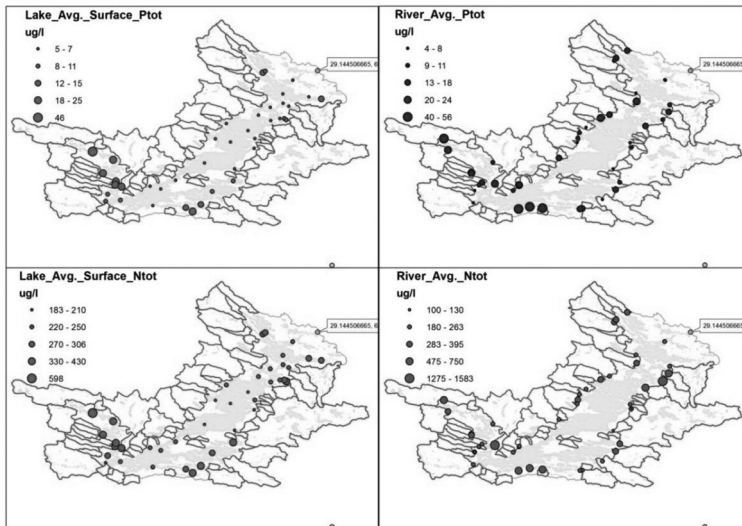 Lake_Avg._Surface_Ptot
ug/l
5 - 7
8 - 11
12 - 15
18 - 25
46
29.144506665, 6
River_Avg._Ptot
ug/l
4 - 8
9 - 11
13 - 18
20 - 24
40 - 56
29.144506665, 6
Lake_Avg._Surface_Ntot
ug/l
183 - 210
220 - 250
270 - 306
330 - 430
598
29.144506665, 6
River_Avg._Ntot
ug/l
100 - 130
180 - 263
283 - 395
475 - 750
1275 - 1583
29.144506665